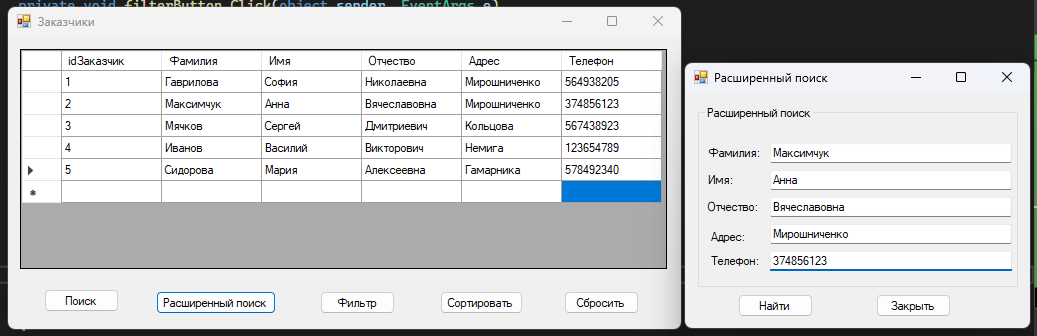 private void filterButton_Click(object sender, EventArgs e)
Заказчики
idЗаказчик Фамилия Имя Отчество Адрес Телефон
1 Гаврилова София Николаевна Мирошниченко 564938205
2 Максимчук Анна Вячеславовна Мирошниченко 374856123
3 Мячков Сергей Дмитриевич Кольцова 567438923
4 Иванов Василий Викторович Немига 123654789
5 Сидорова Мария Алексеевна Гамарника 578492340
Поиск Расширенный поиск Фильтр Сортировать Сбросить
Расширенный поиск
Расширенный поиск
Фамилия: Максимчук
Имя: Анна
Отчество: Вячеславовна
Адрес: Мирошниченко
Телефон: 374856123
Найти Закрыть